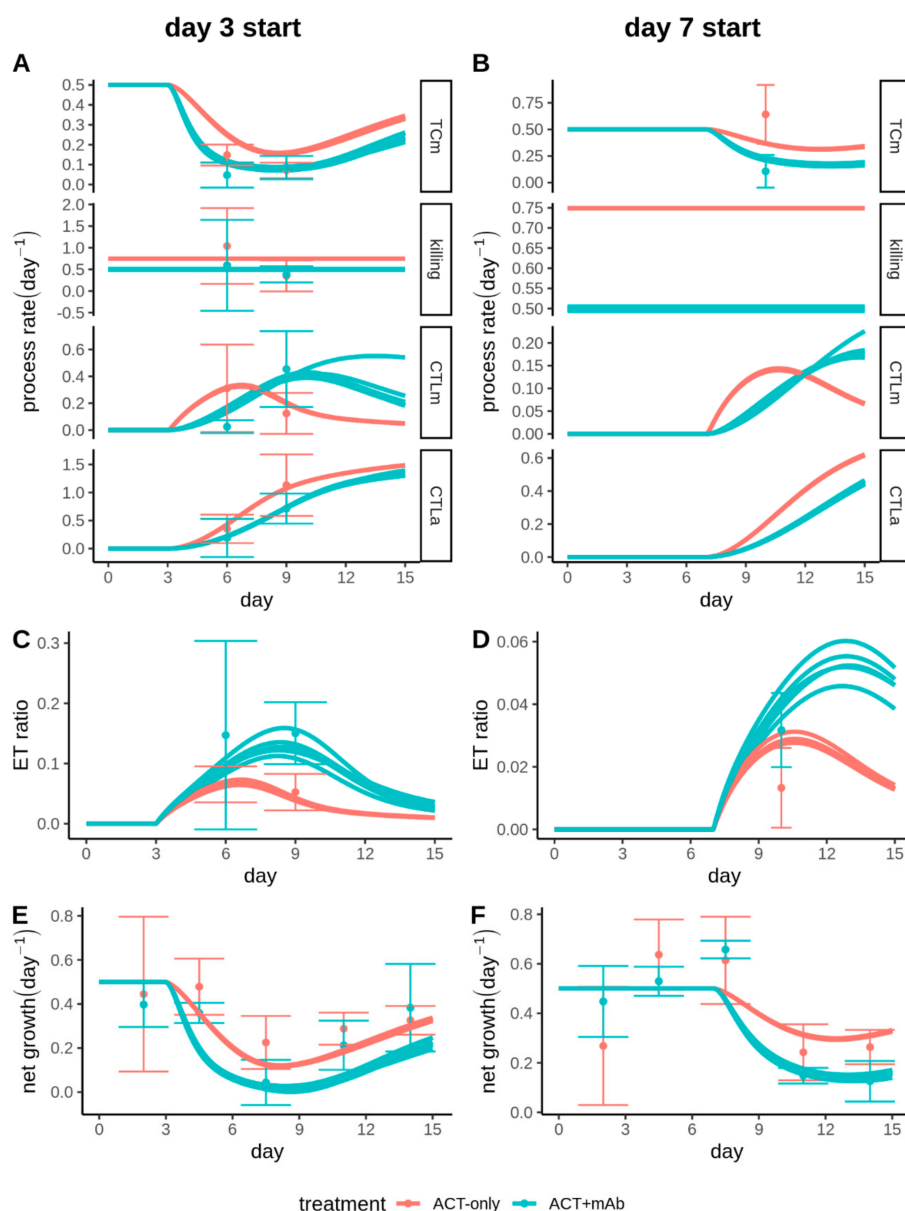 day 3 start
day 7 start
A
B
0.5
0.4
0.3
0.2
0.1
0.0
TCm
0.75
0.50
0.25
0.00
TCm
2.0
1.5
1.0
0.5
0.0
-0.5
killing
0.75
0.70
0.65
0.60
0.55
0.50
killing
process rate(day⁻¹)
process rate(day⁻¹)
0.6
0.4
0.2
0.0
CTLm
0.20
0.15
0.10
0.05
0.00
CTLm
1.5
1.0
0.5
0.0
CTLa
0.6
0.4
0.2
0.0
CTLa
0 3 6 9 12 15
day
0 3 6 9 12 15
day
C
ET ratio
0.3
0.2
0.1
0.0
0 3 6 9 12 15
day
D
ET ratio
0.06
0.04
0.02
0.00
0 3 6 9 12 15
day
E
net growth(day⁻¹)
0.8
0.6
0.4
0.2
0.0
0 3 6 9 12 15
day
F
net growth(day⁻¹)
0.8
0.6
0.4
0.2
0.0
0 3 6 9 12 15
day
treatment ACT-only ACT+mAb